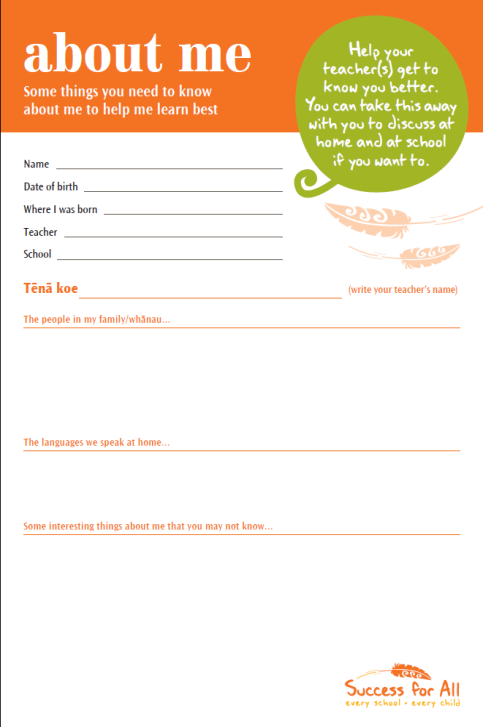 about me
Some things you need to know
about me to help me learn best
Help your
teacher(s) get to
know you better.
You can take this away
with you to discuss at
home and at school
if you want to.
Name
Date of birth
Where I was born
Teacher
School
Tēnā koe
(write your teacher's name)
The people in my family/whānau...
The languages we speak at home...
Some interesting things about me that you may not know...
Success for All
every school • every child